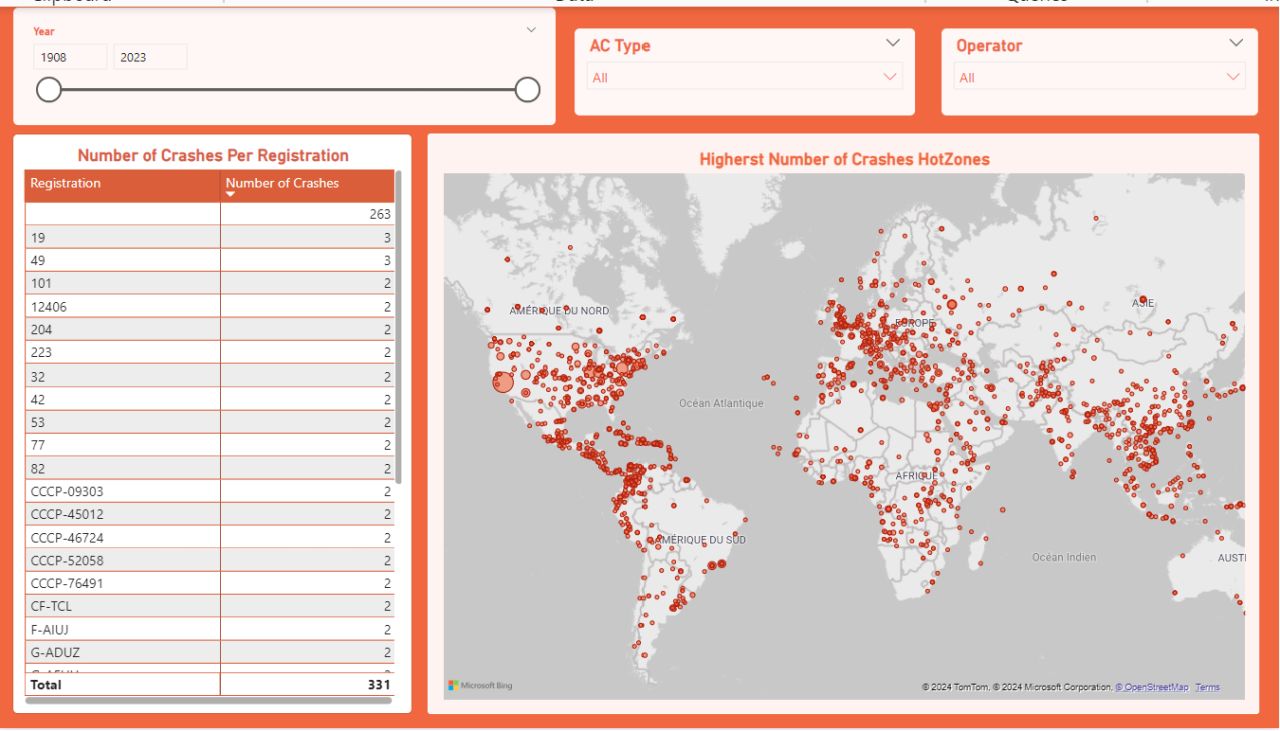 Clipboard
Data
Queries
Year
1908 2023
AC Type
All
Operator
All
Number of Crashes Per Registration
Registration Number of Crashes
263
19 3
49 3
101 2
12406 2
204 2
223 2
32 2
42 2
53 2
77 2
82 2
CCCP-09303 2
CCCP-45012 2
CCCP-46724 2
CCCP-52058 2
CCCP-76491 2
CF-TCL 2
F-AIUJ 2
G-ADUZ 2
Total 331
Higherst Number of Crashes HotZones
AMÉRIQUE DU NORD
EUROPE
ASIE
Océan Atlantique
AFRIQUE
AMÉRIQUE DU SUD
Océan Indien
AUST
Microsoft Bing
© 2024 TomTom, © 2024 Microsoft Corporation, © OpenStreetMap Terms